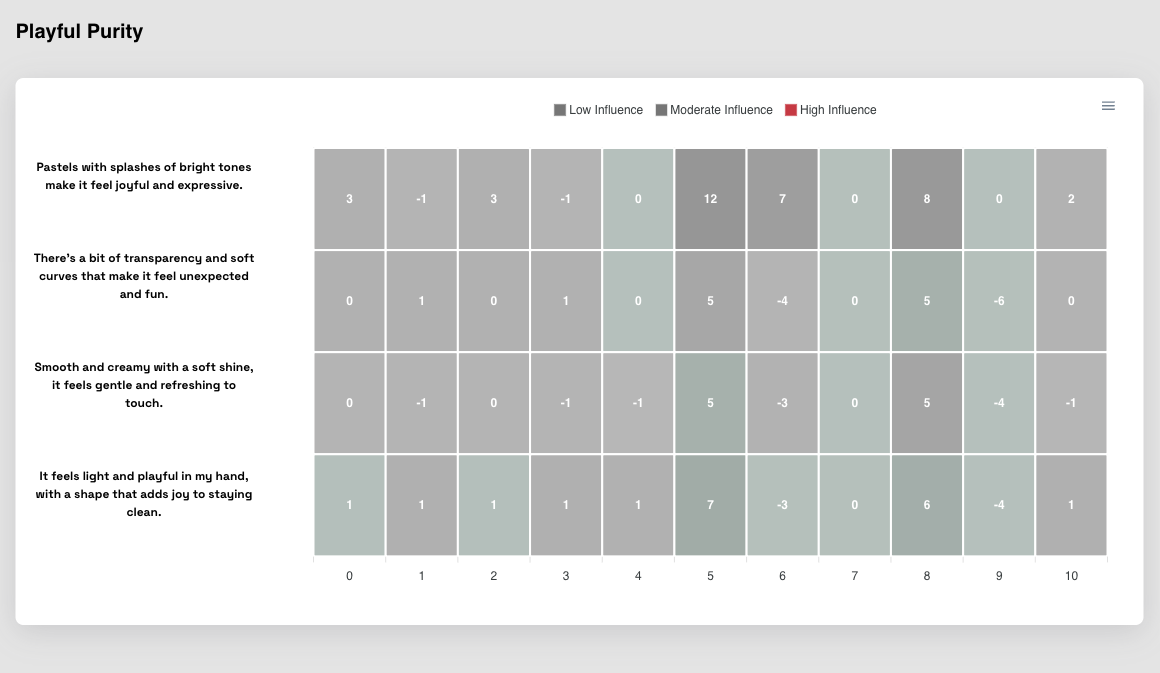 Playful Purity
Low Influence Moderate Influence High Influence
Pastels with splashes of bright tones
make it feel joyful and expressive.
3 -1 3 -1 0 12 7 0 8 0 2
There's a bit of transparency and soft
curves that make it feel unexpected
and fun.
0 1 0 1 0 5 -4 0 5 -6 0
Smooth and creamy with a soft shine,
it feels gentle and refreshing to
touch.
0 -1 0 -1 -1 5 -3 0 5 -4 -1
It feels light and playful in my hand,
with a shape that adds joy to staying
clean.
1 1 1 1 1 7 -3 0 6 -4 1
0 1 2 3 4 5 6 7 8 9 10